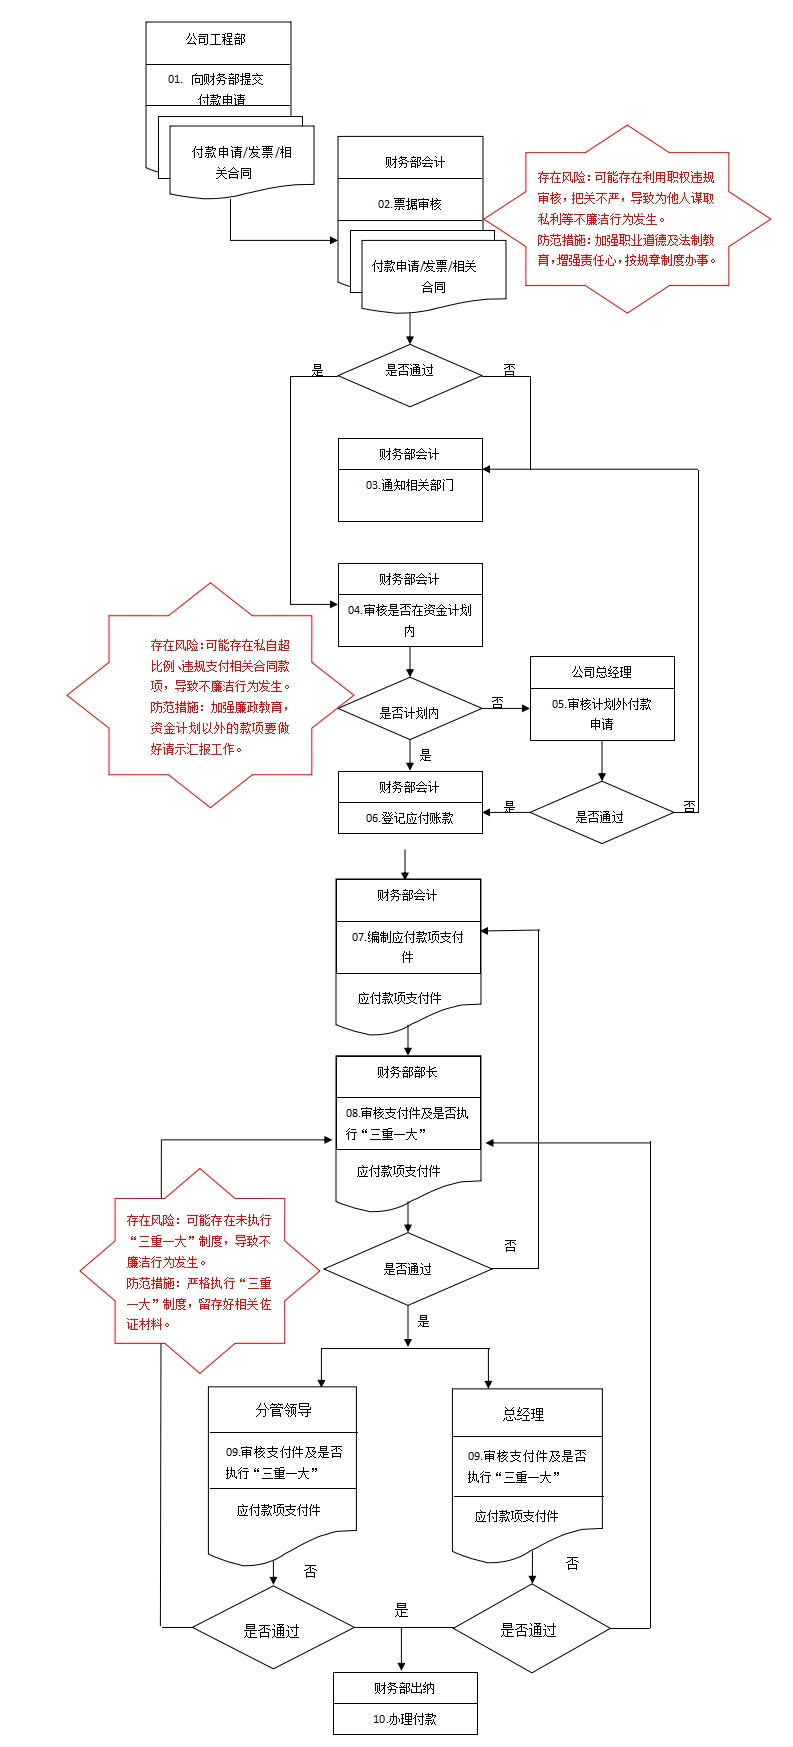 公司工程部
01. 向财务部提交
付款申请
付款申请/发票/相
关合同
财务部会计
02.票据审核
付款申请/发票/相关
合同
存在风险：可能存在利用职权违规
审核，把关不严，导致为他人谋取
私利等不廉洁行为发生。
防范措施：加强职业道德及法制教
育，增强责任心，按规章制度办事。
是否通过
是
否
财务部会计
03.通知相关部门
财务部会计
04.审核是否在资金计划
内
存在风险：可能存在私自超
比例、违规支付相关合同款
项，导致不廉洁行为发生。
防范措施：加强廉政教育，
资金计划以外的款项要做
好请示汇报工作。
是否计划内
否
是
公司总经理
05.审核计划外付款
申请
是否通过
是
否
财务部会计
06.登记应付账款
财务部会计
07.编制应付款项支付
件
应付款项支付件
财务部部长
08.审核支付件及是否执
行“三重一大”
应付款项支付件
存在风险：可能存在未执行
“三重一大”制度，导致不
廉洁行为发生。
防范措施：严格执行“三重
一大”制度，留存好相关佐
证材料。
是否通过
否
是
分管领导
09.审核支付件及是否
执行“三重一大”
应付款项支付件
总经理
09.审核支付件及是否
执行“三重一大”
应付款项支付件
否
否
是否通过
是
是否通过
财务部出纳
10.办理付款